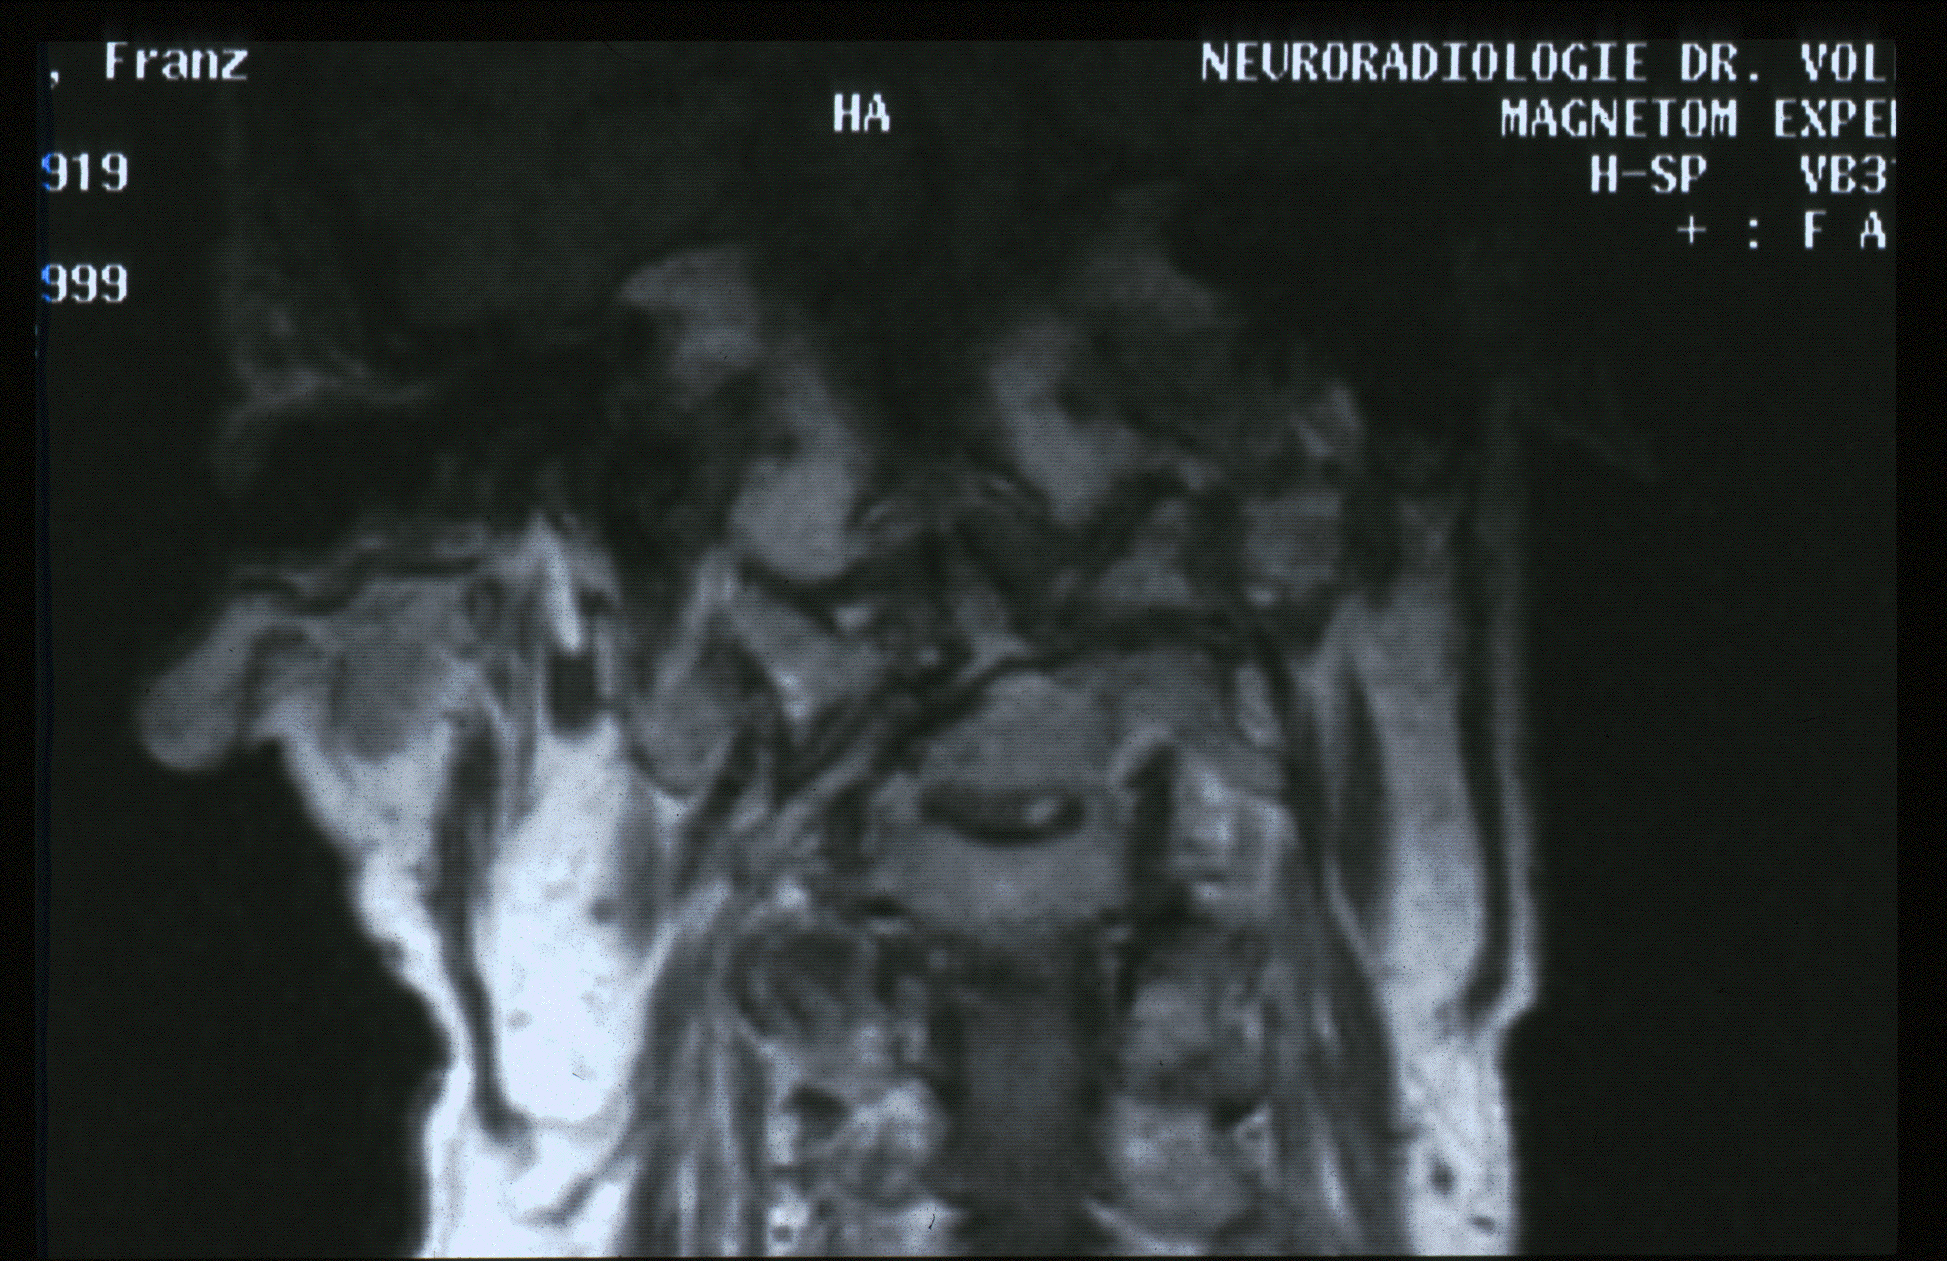 , Franz
919
999
HA
NEURORADIOLOGIE DR. VOL
MAGNETOM EXPE
H-SP VB3
+ : F A